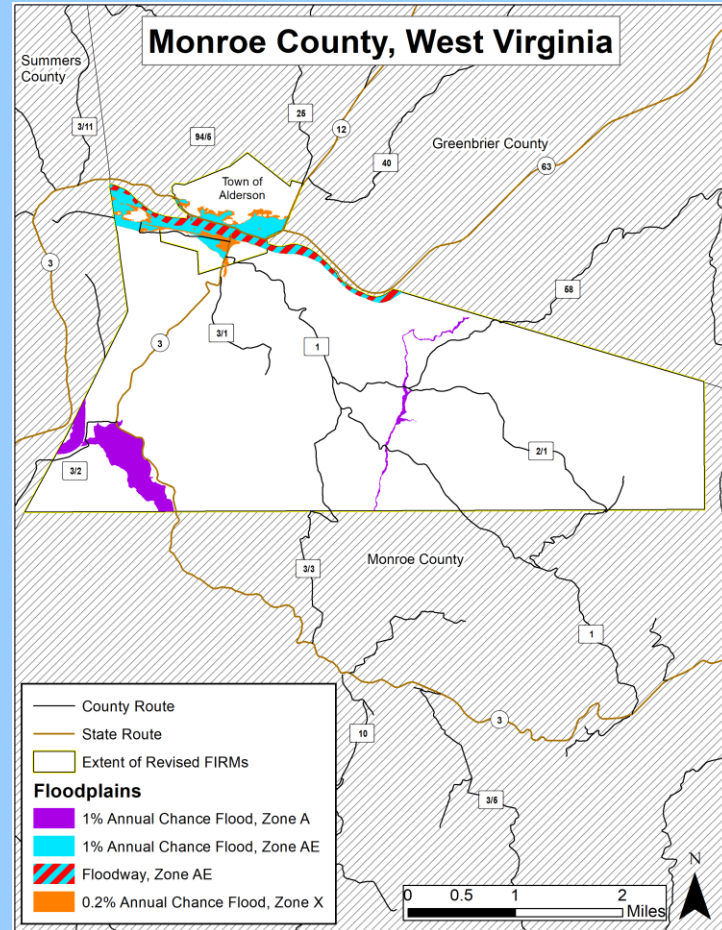 Monroe County, West Virginia
Summers
County
3/11
94/5
25
12
40
Greenbrier County
63
Town of
Alderson
3
3/1
3
1
58
2/1
3/2
3/3
Monroe County
1
3
10
3/5
County Route
State Route
Extent of Revised FIRMs
Floodplains
1% Annual Chance Flood, Zone A
1% Annual Chance Flood, Zone AE
Floodway, Zone AE
0.2% Annual Chance Flood, Zone X
0 0.5 1 2
Miles
N